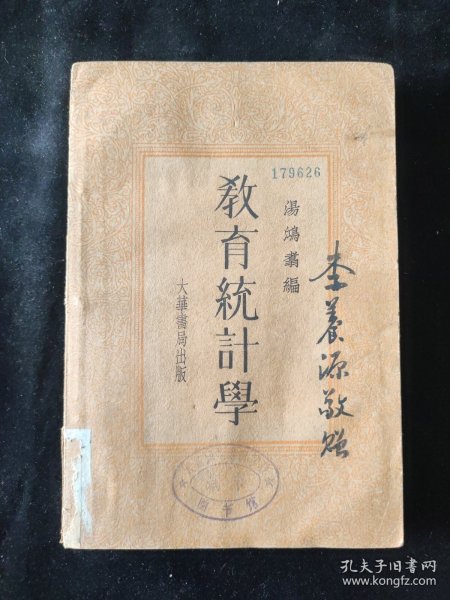 179626
教育統計學
湯鴻翥編
大華書局出版
李養源敬贈
孔夫子旧书网
www.kongfz.com